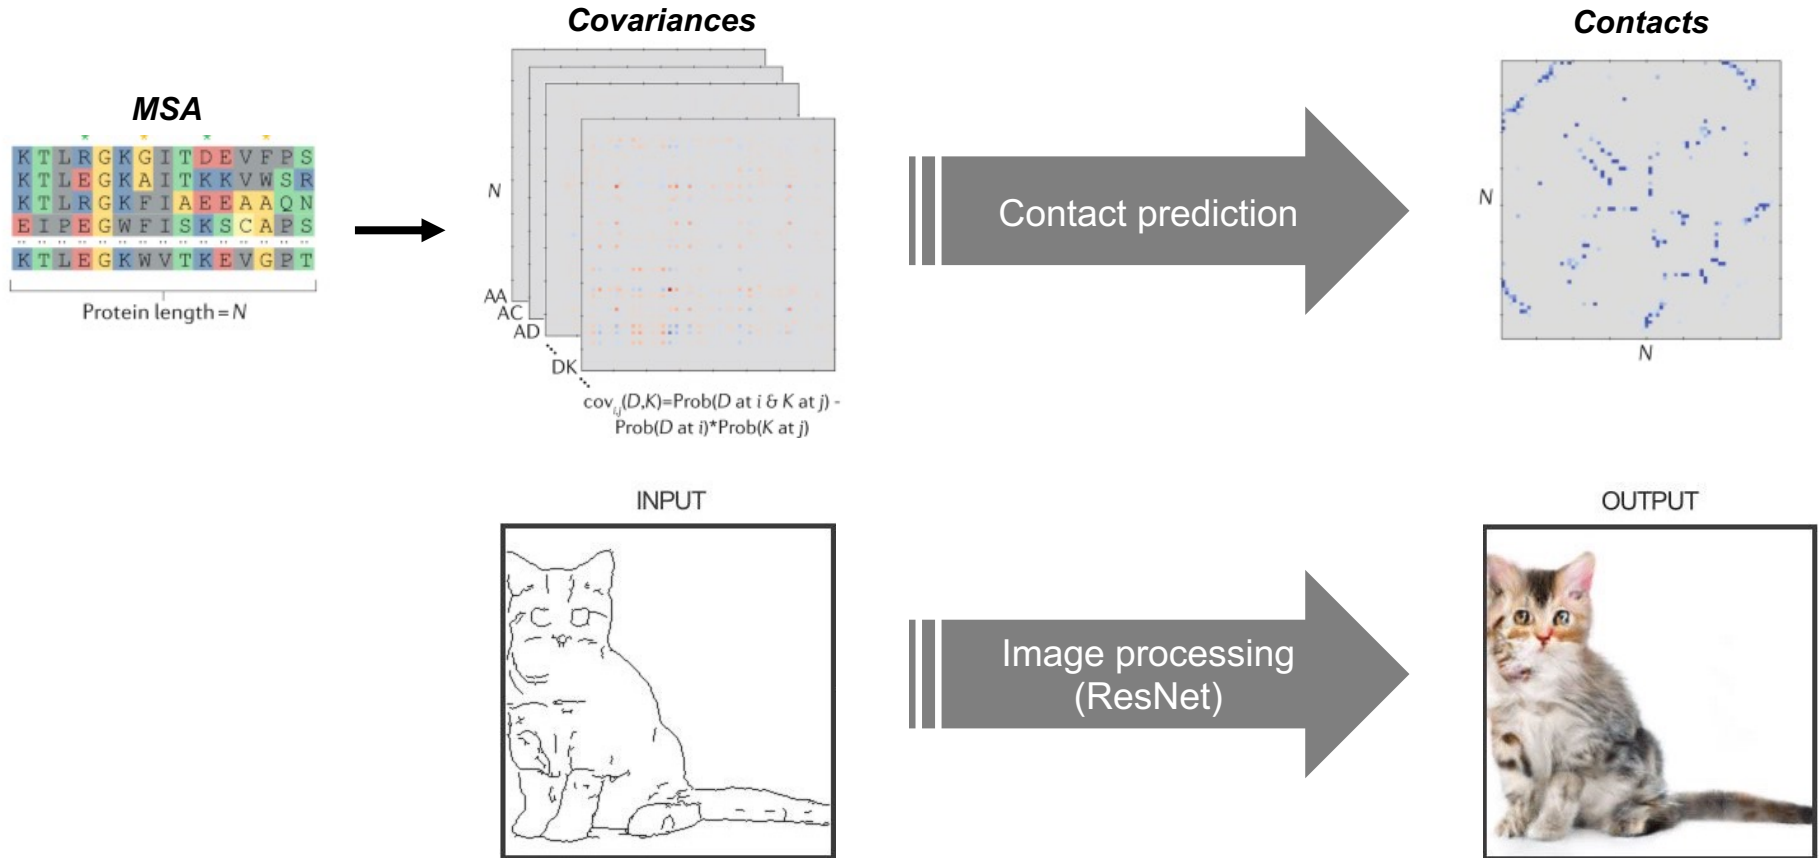 Covariances
Contacts
MSA
* * * *
K T L R G K G I T D E V F P S
K T L E G K A I T K K V W S R
K T L R G K F I A E E A A Q N
E I P E G W F I S K S C A P S
.. .. .. .. .. .. .. .. .. .. .. .. .. .. ..
K T L E G K W V T K E V G P T
Protein length = N
N
AA
AC
AD
DK
cov i,j (D,K)=Prob(D at i & K at j) -
Prob(D at i)*Prob(K at j)
Contact prediction
N
N
INPUT
OUTPUT
Image processing
(ResNet)